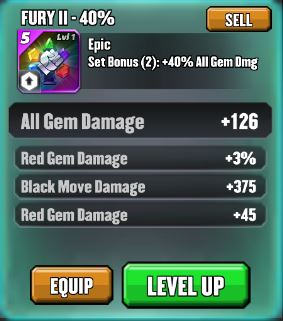 FURY II - 40%
SELL
5
Lvl 1
Epic
Set Bonus (2): +40% All Gem Dmg
All Gem Damage +126
Red Gem Damage +3%
Black Move Damage +375
Red Gem Damage +45
EQUIP
LEVEL UP